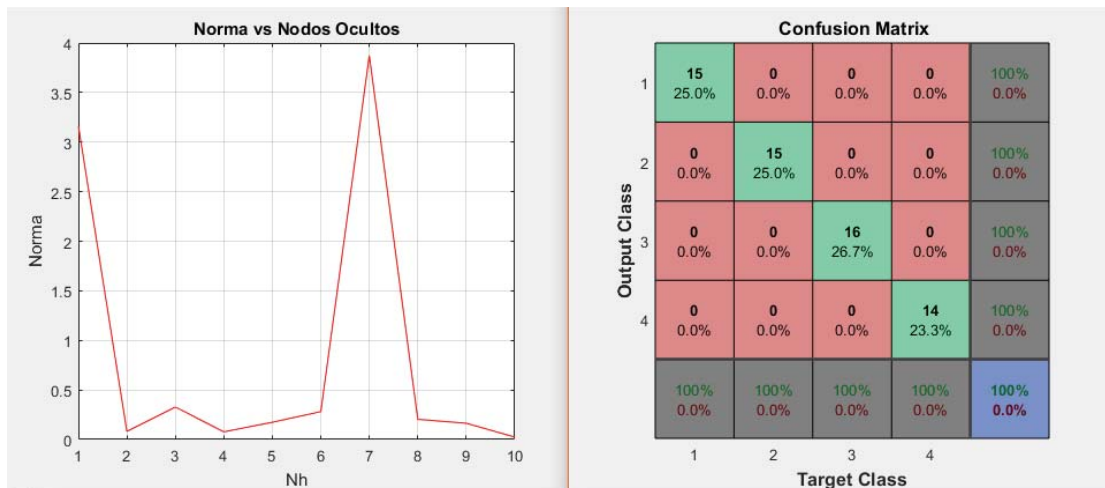 Norma vs Nodos Ocultos
4
3.5
3
2.5
2
1.5
1
0.5
0
Norma
1 2 3 4 5 6 7 8 9 10
Nh
Confusion Matrix
Output Class
1
15 0 0 0 100%
25.0% 0.0% 0.0% 0.0% 0.0%
2
0 15 0 0 100%
0.0% 25.0% 0.0% 0.0% 0.0%
3
0 0 16 0 100%
0.0% 0.0% 26.7% 0.0% 0.0%
4
0 0 0 14 100%
0.0% 0.0% 0.0% 23.3% 0.0%
100% 100% 100% 100% 100%
0.0% 0.0% 0.0% 0.0% 0.0%
1 2 3 4
Target Class